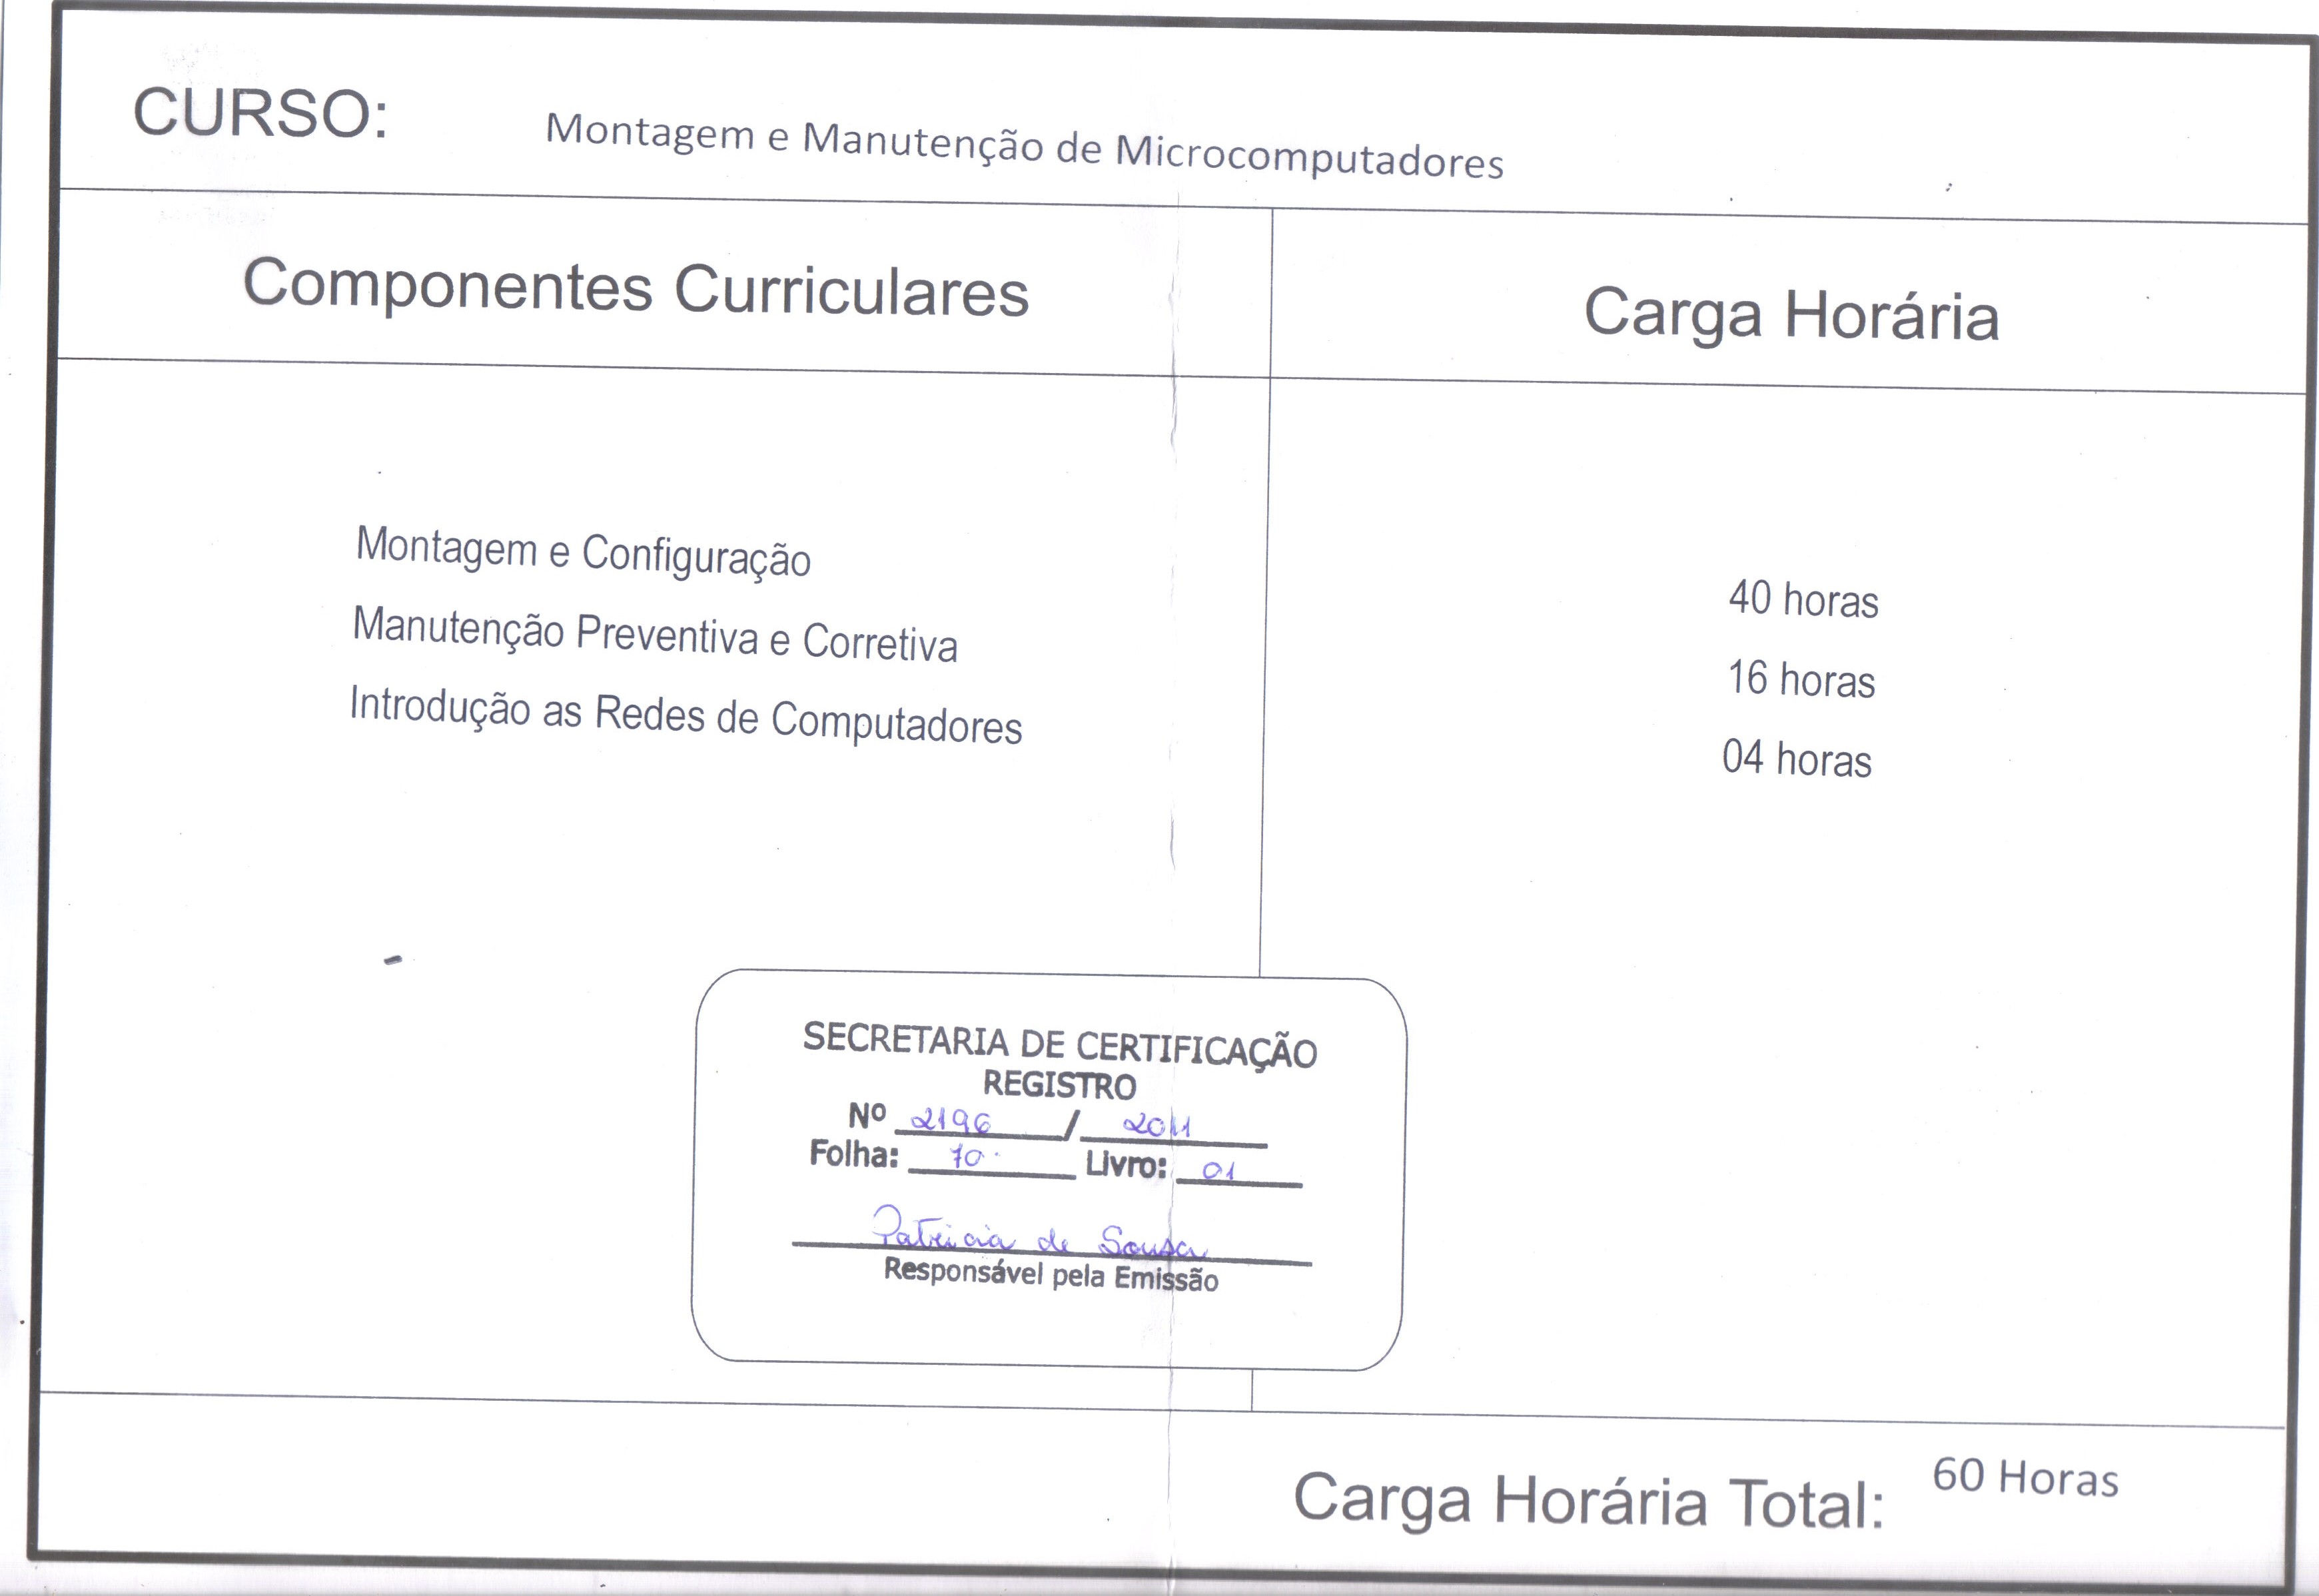 CURSO: Montagem e Manutenção de Microcomputadores
Componentes Curriculares Carga Horária
Montagem e Configuração 40 horas
Manutenção Preventiva e Corretiva 16 horas
Introdução as Redes de Computadores 04 horas
SECRETARIA DE CERTIFICAÇÃO
REGISTRO
Nº 2196 / 2011
Folha: 70 Livro: 01
Patricia de Sousa
Responsável pela Emissão
Carga Horária Total: 60 Horas